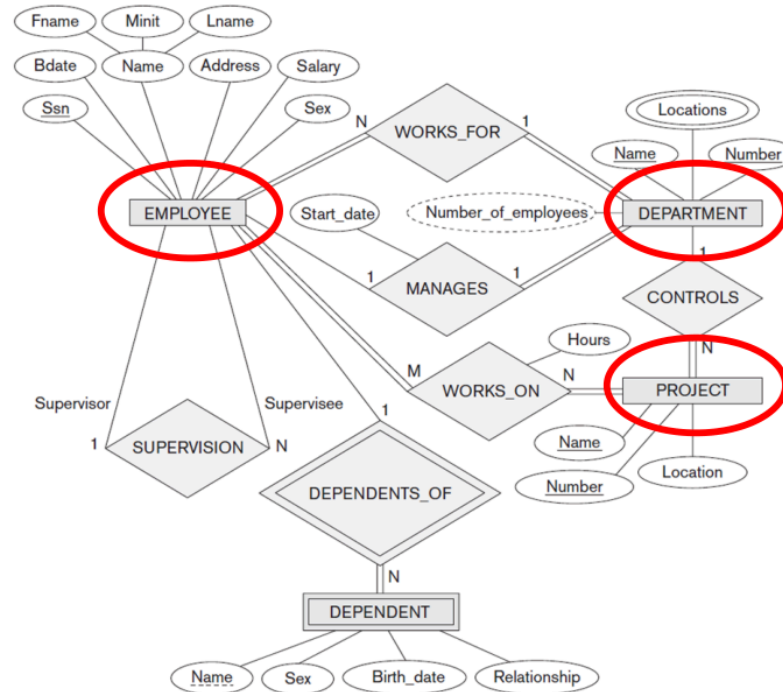 Fname Minit Lname
Bdate Name Address Salary
Ssn Sex
N WORKS_FOR 1
Locations
Name Number
EMPLOYEE Start_date Number_of_employees DEPARTMENT
1 MANAGES 1
1
CONTROLS
N
Hours
M WORKS_ON N
PROJECT
Supervisor Supervisee
1 SUPERVISION N
1
Name
Number
Location
DEPENDENTS_OF
N
DEPENDENT
Name Sex Birth_date Relationship